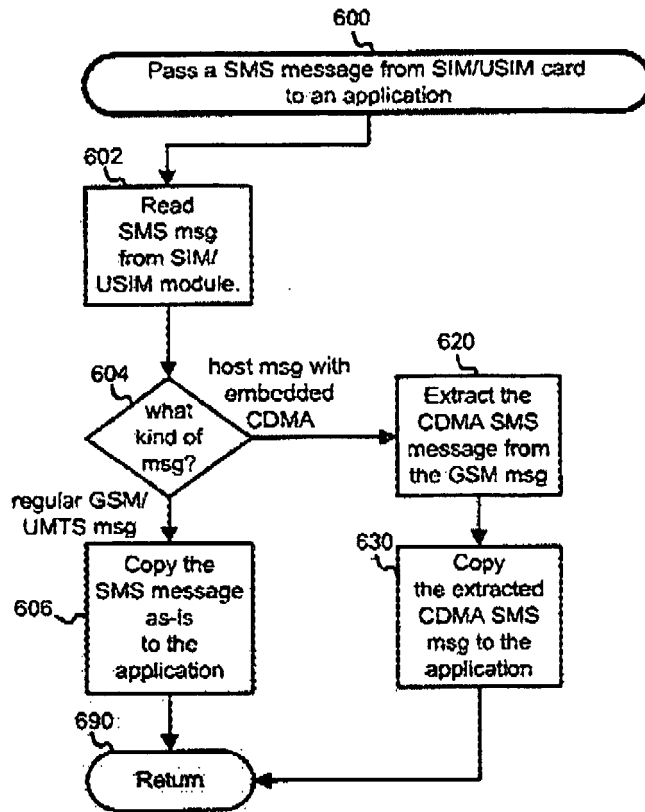 600
Pass a SMS message from SIM/USIM card
to an application
602
Read
SMS msg
from SIM/
USIM module.
604
what
kind of
msg?
host msg with
embedded
CDMA
620
Extract the
CDMA SMS
message from
the GSM msg
regular GSM/
UMTS msg
606
Copy the
SMS message
as-is
to the
application
630
Copy
the extracted
CDMA SMS
msg to the
application
690
Return